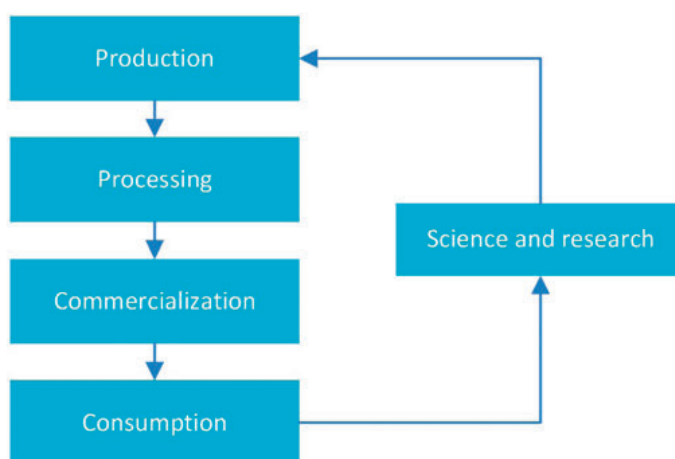 Production
Processing
Science and research
Commercialization
Consumption